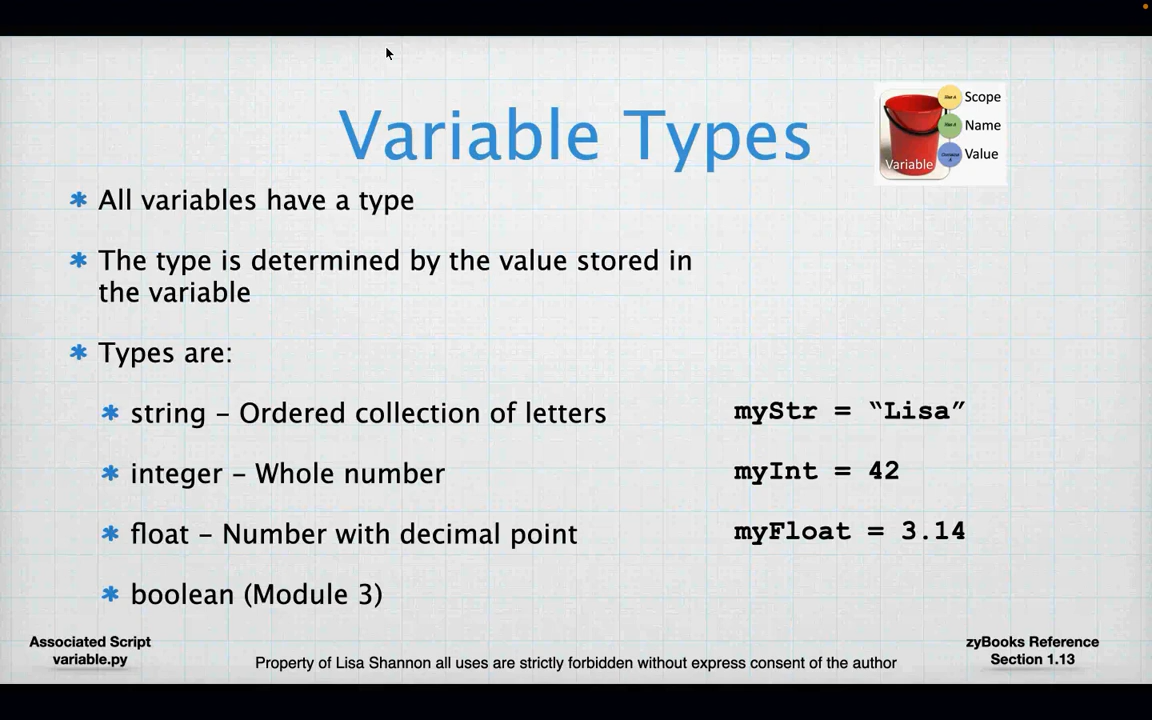 Variable Types
Scope
Name
Value
Variable
All variables have a type
The type is determined by the value stored in
the variable
Types are:
string – Ordered collection of letters
myStr = “Lisa”
integer – Whole number
myInt = 42
float – Number with decimal point
myFloat = 3.14
boolean (Module 3)
Associated Script
variable.py
Property of Lisa Shannon all uses are strictly forbidden without express consent of the author
zyBooks Reference
Section 1.13